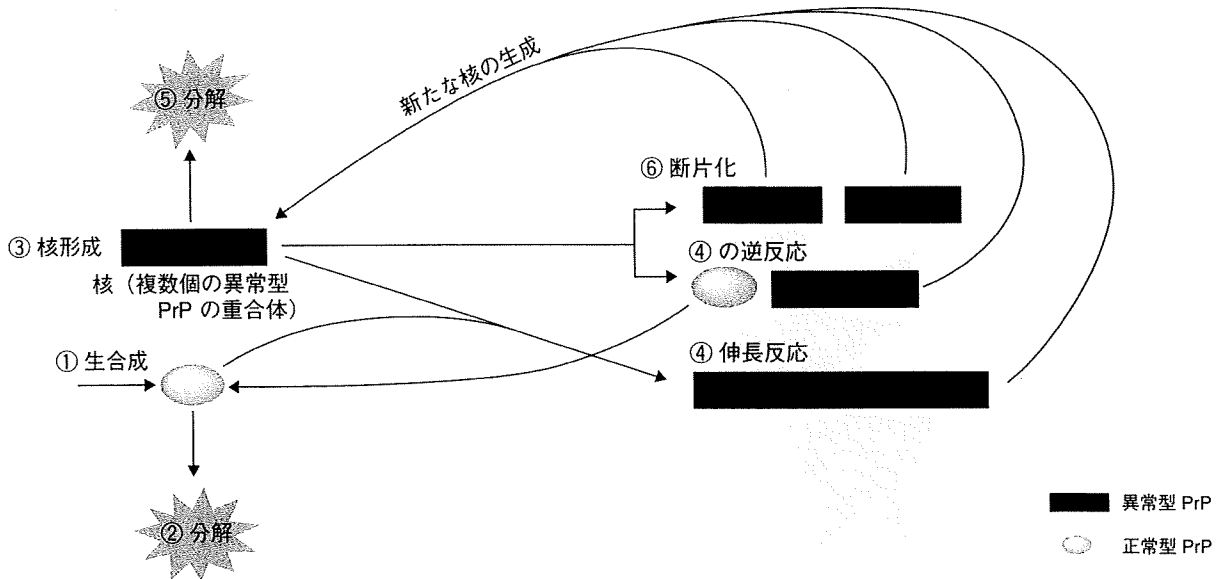 ⑤ 分解
新たな核の生成
⑥ 断片化
③ 核形成
核（複数個の異常型
PrP の重合体）
④ の逆反応
① 生合成
④ 伸長反応
② 分解
異常型 PrP
正常型 PrP